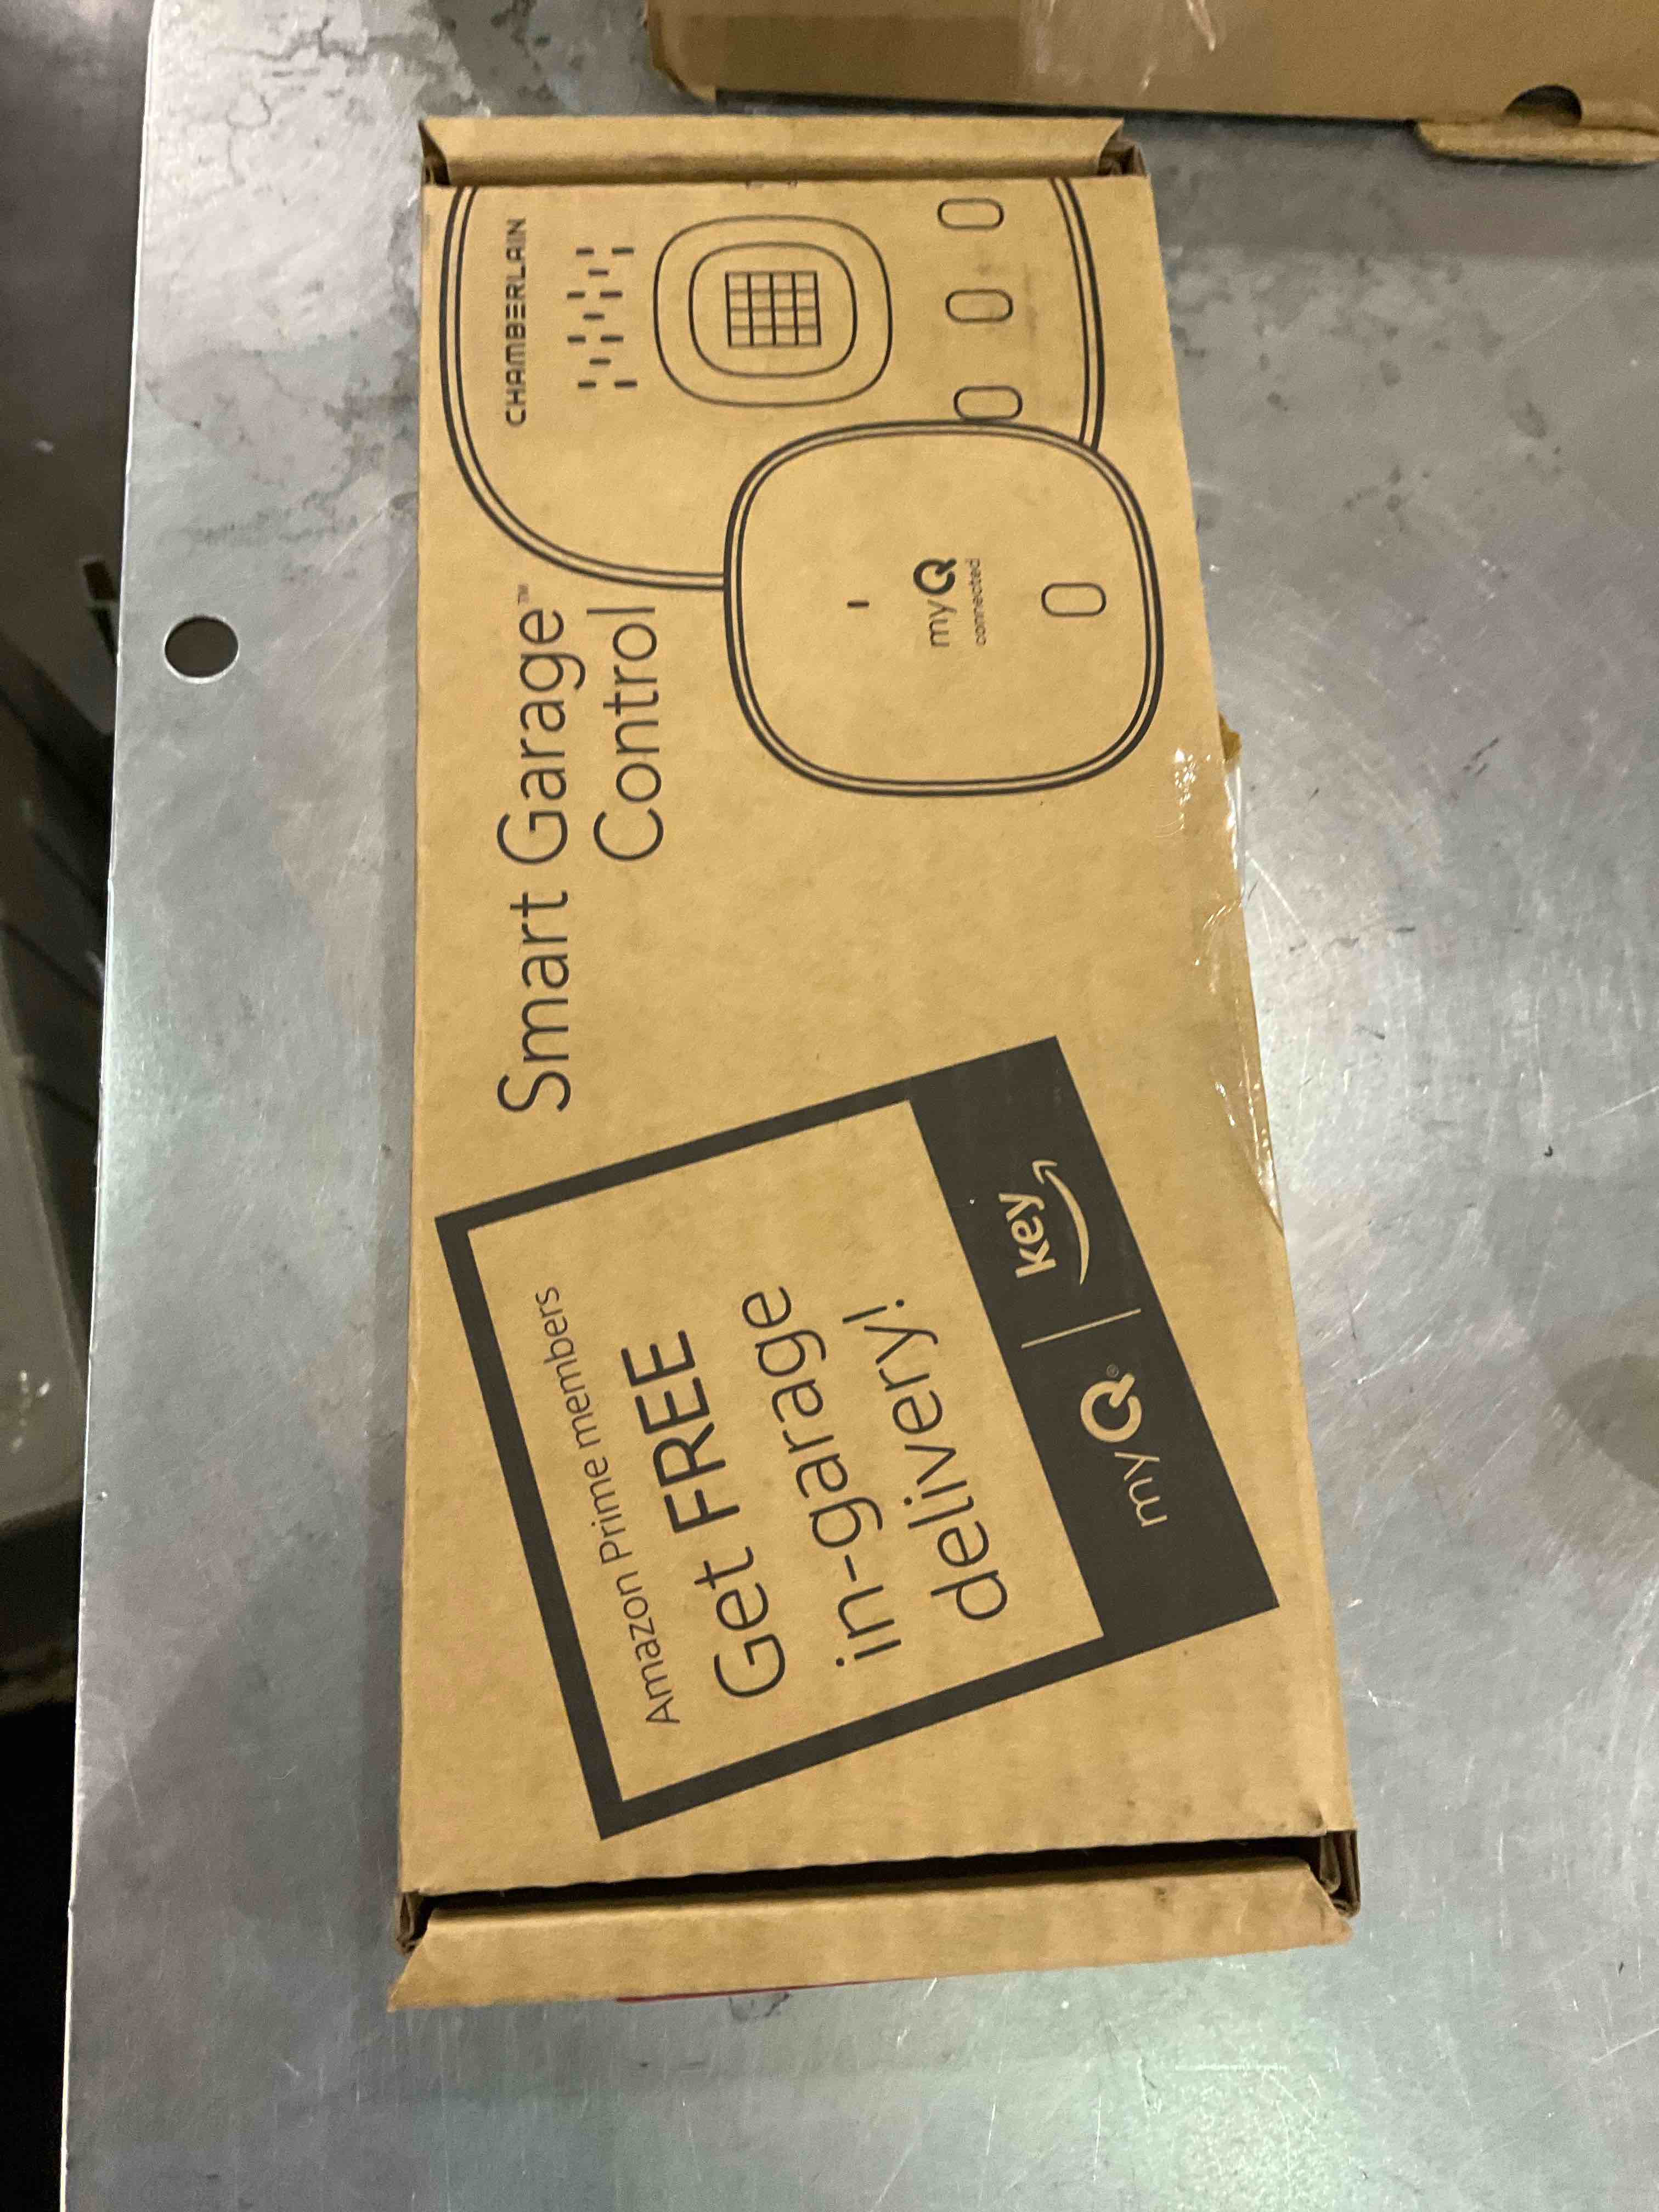 Smart Garage™
Control
CHAMBERLAIN
myQ
connected
Amazon Prime members
Get FREE
in-garage
delivery!
myQ® | key